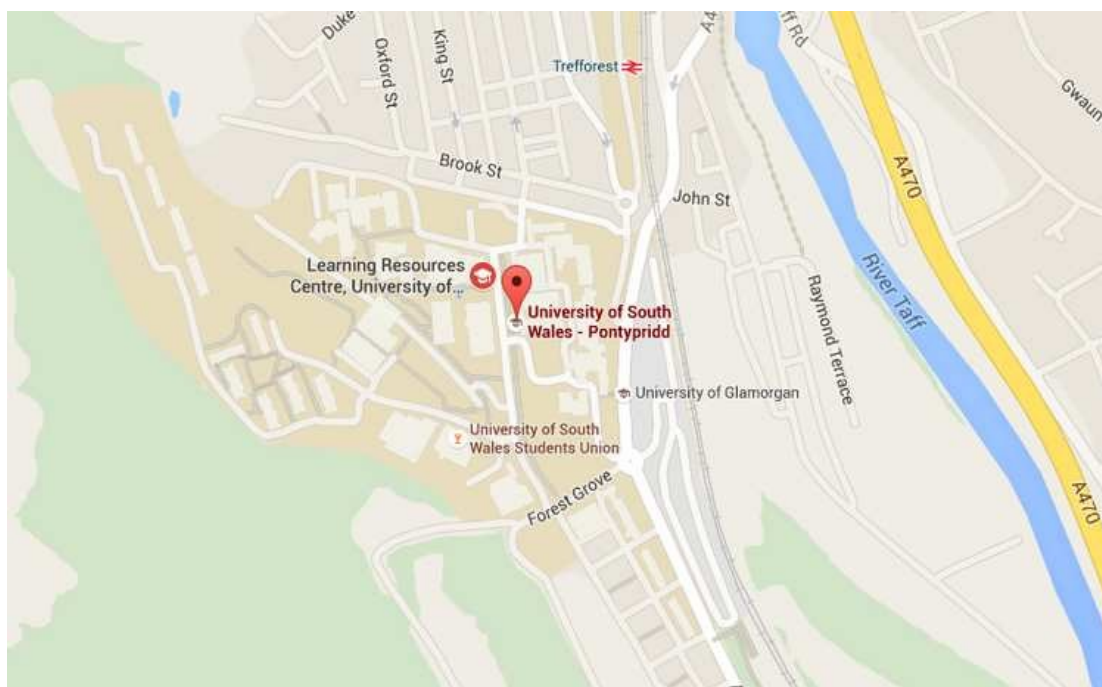 Duke
Oxford St
King St
Trefforest
A4
ff Rd
Gwaun
A470
Brook St
John St
Learning Resources
Centre, University of...
University of South
Wales - Pontypridd
River Taff
Raymond Terrace
University of Glamorgan
University of South
Wales Students Union
Forest Grove
A470